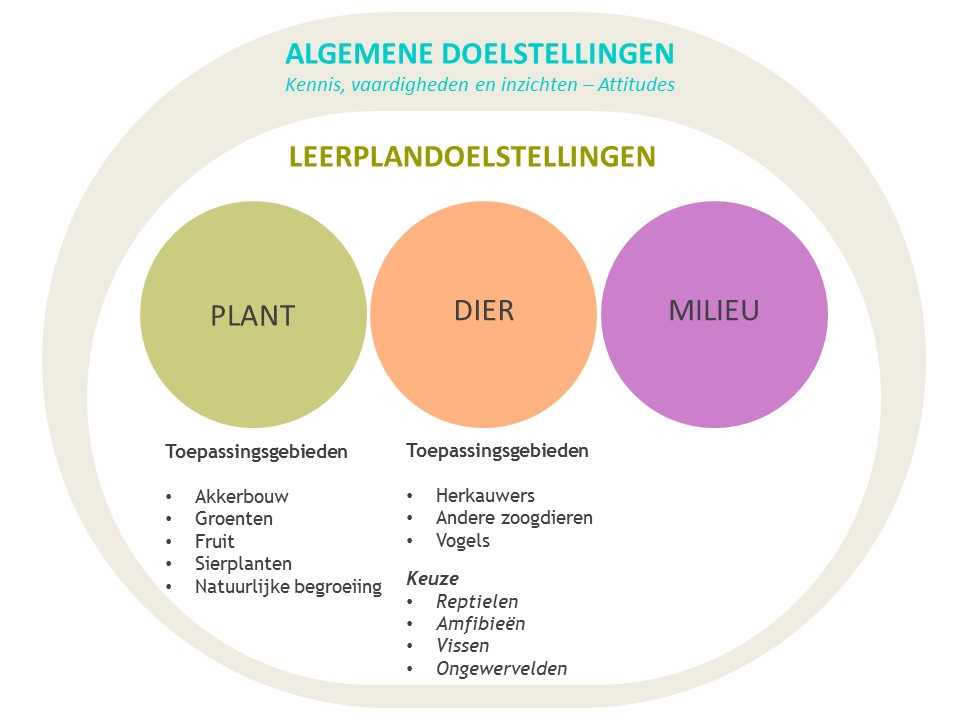 ALGEMENE DOELSTELLINGEN
Kennis, vaardigheden en inzichten – Attitudes
LEERPLANDOELSTELLINGEN
PLANT
DIER
MILIEU
Toepassingsgebieden
• Akkerbouw
• Groenten
• Fruit
• Sierplanten
• Natuurlijke begroeiing
Toepassingsgebieden
• Herkauwers
• Andere zoogdieren
• Vogels
Keuze
• Reptielen
• Amfibieën
• Vissen
• Ongewervelden